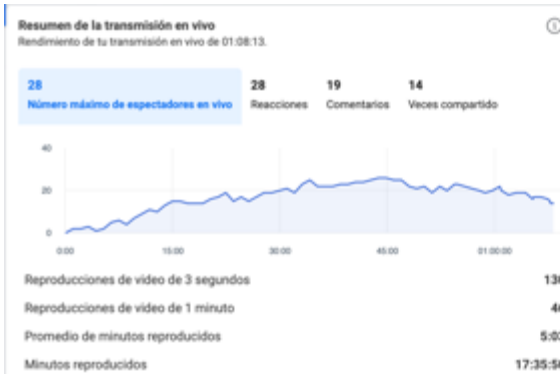 Resumen de la transmisión en vivo
Rendimiento de tu transmisión en vivo de 01:08:13.
28 28 19 14
Número máximo de espectadores en vivo Reacciones Comentarios Veces compartido
40
20
0
0:00 15:00 30:00 45:00 01:00:00
Reproducciones de video de 3 segundos
Reproducciones de video de 1 minuto
Promedio de minutos reproducidos
Minutos reproducidos